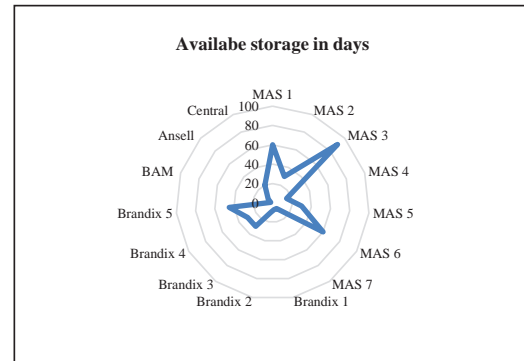 Availabe storage in days
MAS 1
MAS 2
MAS 3
MAS 4
MAS 5
MAS 6
MAS 7
Brandix 1
Brandix 2
Brandix 3
Brandix 4
Brandix 5
BAM
Ansell
Central
100
80
60
40
20
0